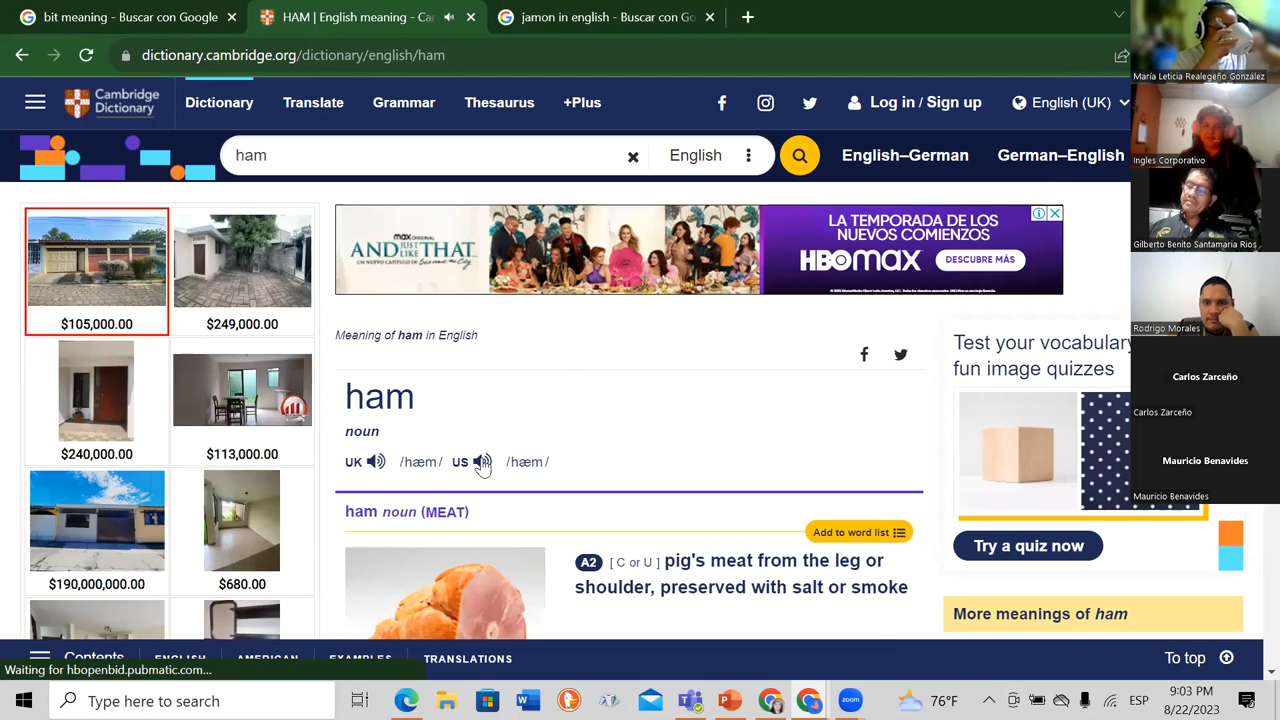 bit meaning - Buscar con Google
HAM | English meaning - Ca
jamon in english - Buscar con Go
dictionary.cambridge.org/dictionary/english/ham
Cambridge
Dictionary
Dictionary
Translate
Grammar
Thesaurus
+Plus
Log in / Sign up
English (UK)
ham
English
English–German
German–English
$105,000.00
$249,000.00
$240,000.00
$113,000.00
$190,000,000.00
$680.00
max ORIGINAL
AND JUST
LIKE THAT
LA TEMPORADA DE LOS
NUEVOS COMIENZOS
HBOMAX
DESCUBRE MÁS
Meaning of ham in English
ham
noun
UK /hæm/ US /hæm/
ham noun (MEAT)
Add to word list
A2 [ C or U ] pig's meat from the leg or
shoulder, preserved with salt or smoke
Test your vocabulary
fun image quizzes
Try a quiz now
More meanings of ham
Contents
ENGLISH
AMERICAN
EXAMPLES
TRANSLATIONS
To top
Waiting for hbopenbid.pubmatic.com...
María Leticia Realegeño González
Ingles Corporativo
Gilberto Benito Santamaria Rios
Rodrigo Morales
Carlos Zarceño
Carlos Zarceño
Mauricio Benavides
Mauricio Benavides
Type here to search
zoom
76°F
ESP
9:03 PM
8/22/2023